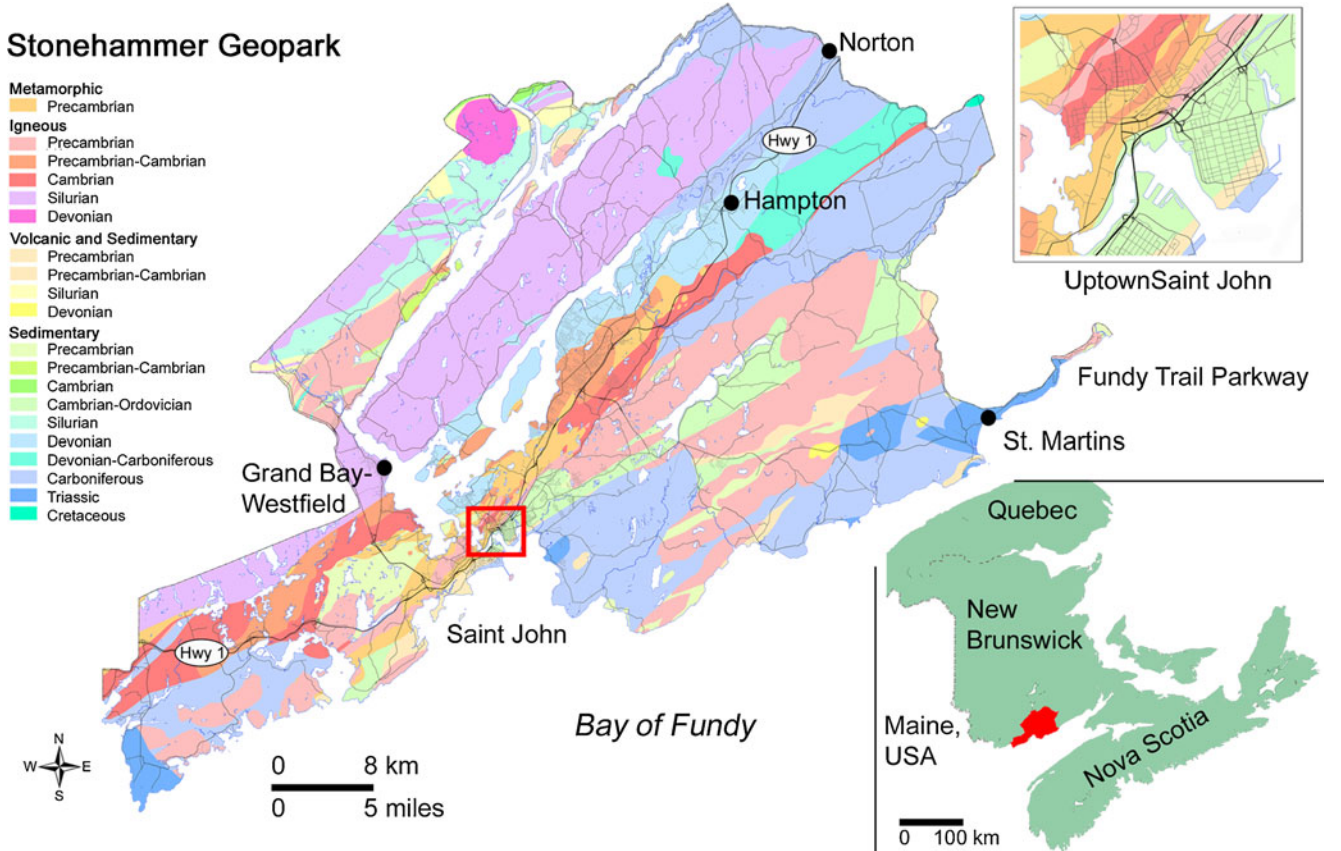 Stonehammer Geopark
Metamorphic
Precambrian
Igneous
Precambrian
Precambrian-Cambrian
Cambrian
Silurian
Devonian
Volcanic and Sedimentary
Precambrian
Precambrian-Cambrian
Silurian
Devonian
Sedimentary
Precambrian
Precambrian-Cambrian
Cambrian
Cambrian-Ordovician
Silurian
Devonian
Devonian-Carboniferous
Carboniferous
Triassic
Cretaceous
Norton
Hwy 1
Hampton
UptownSaint John
Fundy Trail Parkway
St. Martins
Grand Bay-
Westfield
Saint John
Hwy 1
Bay of Fundy
N
W
E
S
0 8 km
0 5 miles
Quebec
New
Brunswick
Maine,
USA
Nova Scotia
0 100 km